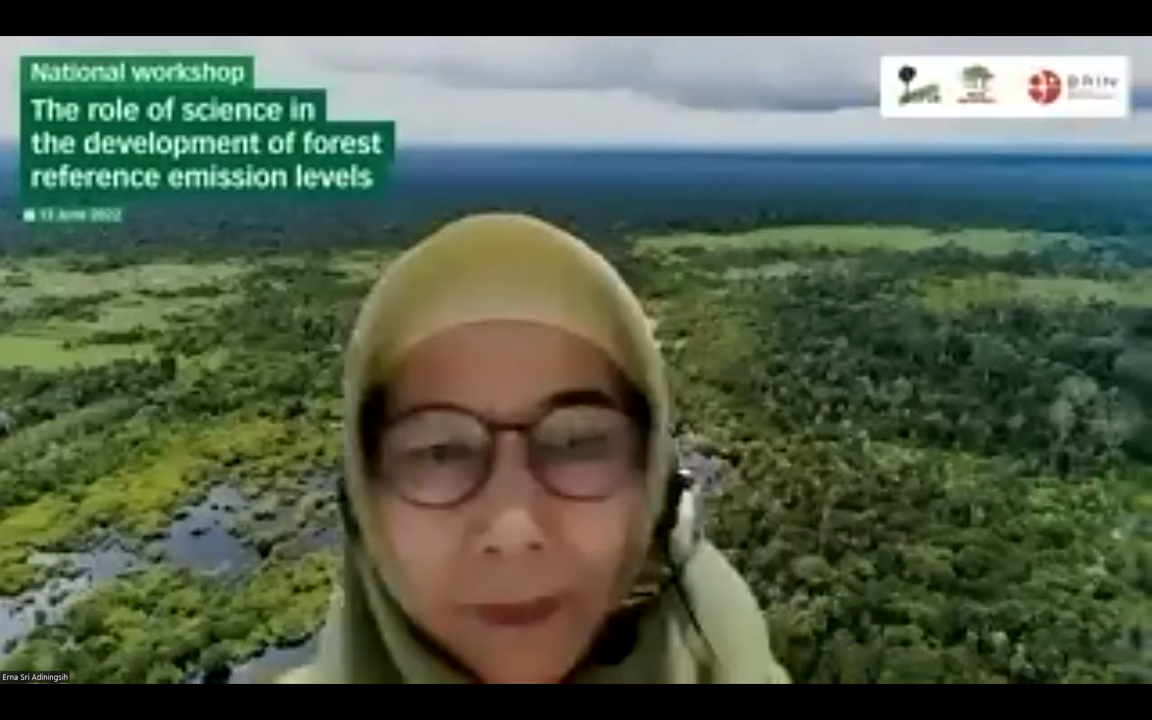 National workshop
The role of science in
the development of forest
reference emission levels
13 June 2022
BRIN
Erna Sri Adiningsih